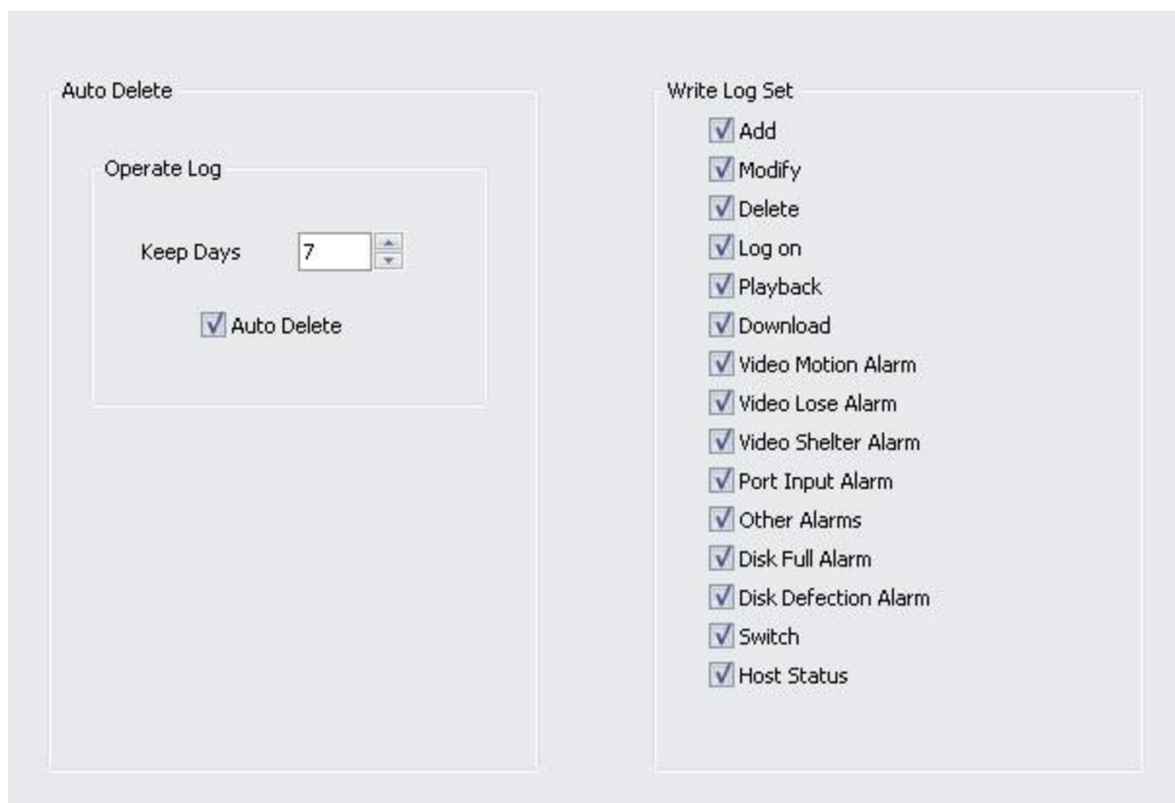 Auto Delete
Operate Log
Keep Days 7
Auto Delete
Write Log Set
Add
Modify
Delete
Log on
Playback
Download
Video Motion Alarm
Video Lose Alarm
Video Shelter Alarm
Port Input Alarm
Other Alarms
Disk Full Alarm
Disk Defection Alarm
Switch
Host Status